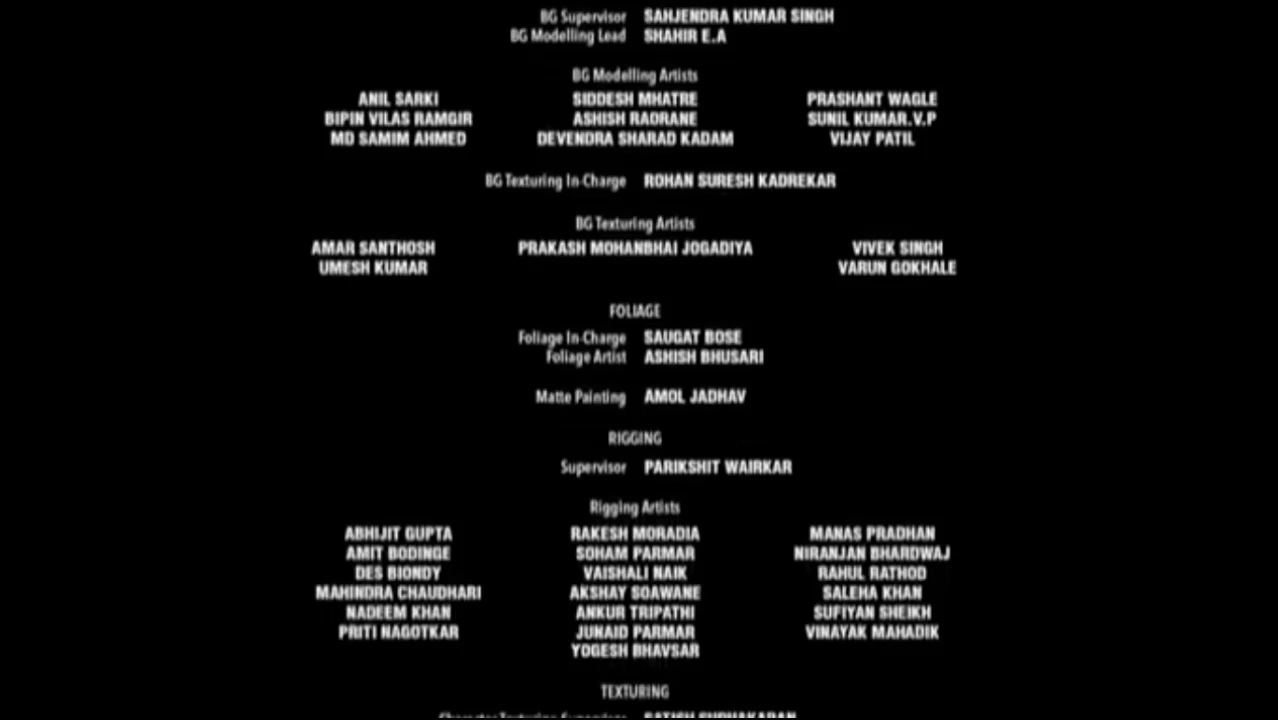 BG Supervisor SAHJENDRA KUMAR SINGH
BG Modelling Lead SHAHIR E.A
BG Modelling Artists
ANIL SARKI SIDDESH MHATRE PRASHANT WAGLE
BIPIN VILAS RAMGIR ASHISH RAORANE SUNIL KUMAR.V.P
MD SAMIM AHMED DEVENDRA SHARAD KADAM VIJAY PATIL
BG Texturing In-Charge ROHAN SURESH KADREKAR
BG Texturing Artists
AMAR SANTHOSH PRAKASH MOHANBHAI JOGADIYA VIVEK SINGH
UMESH KUMAR VARUN GOKHALE
FOLIAGE
Foliage In-Charge SAUGAT BOSE
Foliage Artist ASHISH BHUSARI
Matte Painting AMOL JADHAV
RIGGING
Supervisor PARIKSHIT WAIRKAR
Rigging Artists
ABHIJIT GUPTA RAKESH MORADIA MANAS PRADHAN
AMIT BODINGE SOHAM PARMAR NIRANJAN BHARDWAJ
DES BIONDY VAISHALI NAIK RAHUL RATHOD
MAHINDRA CHAUDHARI AKSHAY SOAWANE SALEHA KHAN
NADEEM KHAN ANKUR TRIPATHI SUFIYAN SHEIKH
PRITI NAGOTKAR JUNAID PARMAR VINAYAK MAHADIK
YOGESH BHAVSAR
TEXTURING